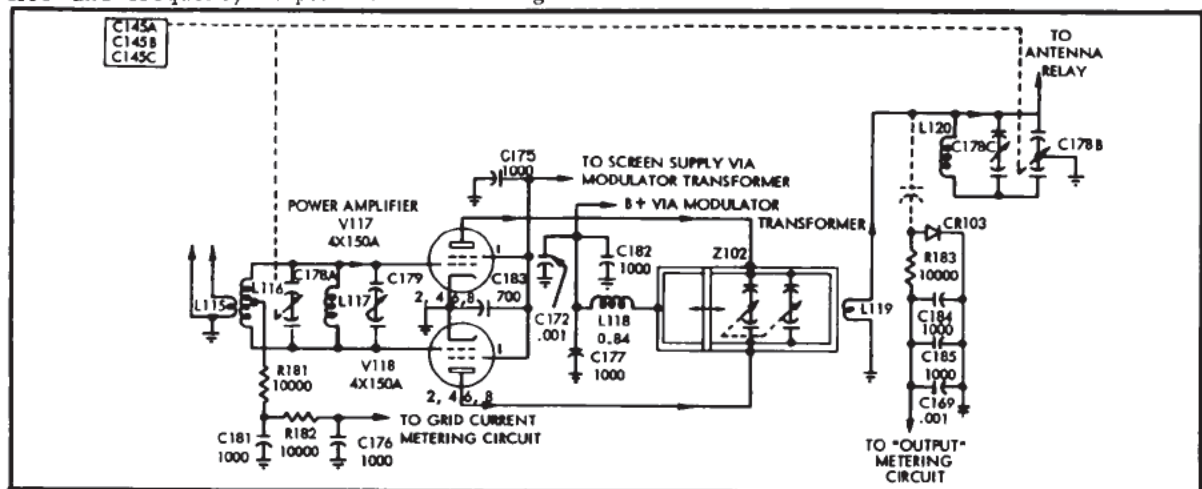 C145A
C145B
C145C
TO
ANTENNA
RELAY
L120
C178C
C178B
C175
1000
TO SCREEN SUPPLY VIA
MODULATOR TRANSFORMER
B+ VIA MODULATOR
TRANSFORMER
POWER AMPLIFIER
V117
4X150A
C182
1000
Z102
CR103
R183
10000
L115
L116
C178A
L117
C179
1
C183
700
2, 4, 6, 8
C172
.001
L118
0.84
C177
1000
L119
C184
1000
C185
1000
C169
.001
1
V118
4X150A
2, 4, 6, 8
R181
10000
TO GRID CURRENT
METERING CIRCUIT
C181
1000
R182
10000
C176
1000
TO "OUTPUT"
METERING
CIRCUIT